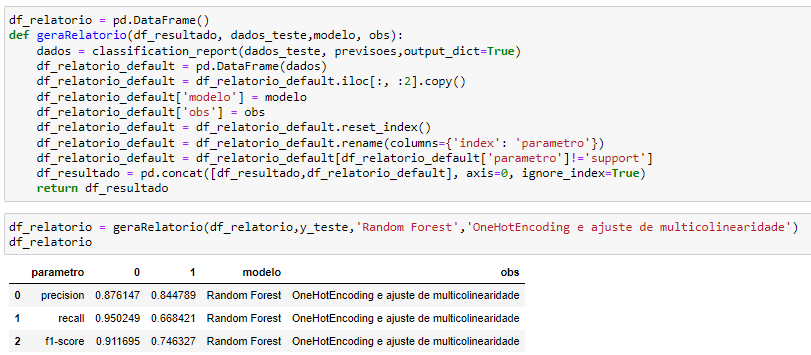 df_relatorio = pd.DataFrame()
def geraRelatorio(df_resultado, dados_teste,modelo, obs):
    dados = classification_report(dados_teste, previsoes,output_dict=True)
    df_relatorio_default = pd.DataFrame(dados)
    df_relatorio_default = df_relatorio_default.iloc[:, :2].copy()
    df_relatorio_default['modelo'] = modelo
    df_relatorio_default['obs'] = obs
    df_relatorio_default = df_relatorio_default.reset_index()
    df_relatorio_default = df_relatorio_default.rename(columns={'index': 'parametro'})
    df_relatorio_default = df_relatorio_default[df_relatorio_default['parametro']!='support']
    df_resultado = pd.concat([df_resultado,df_relatorio_default], axis=0, ignore_index=True)
    return df_resultado
df_relatorio = geraRelatorio(df_relatorio,y_teste,'Random Forest','OneHotEncoding e ajuste de multicolinearidade')
df_relatorio
parametro 0 1 modelo obs
0 precision 0.876147 0.844789 Random Forest OneHotEncoding e ajuste de multicolinearidade
1 recall 0.950249 0.668421 Random Forest OneHotEncoding e ajuste de multicolinearidade
2 f1-score 0.911695 0.746327 Random Forest OneHotEncoding e ajuste de multicolinearidade